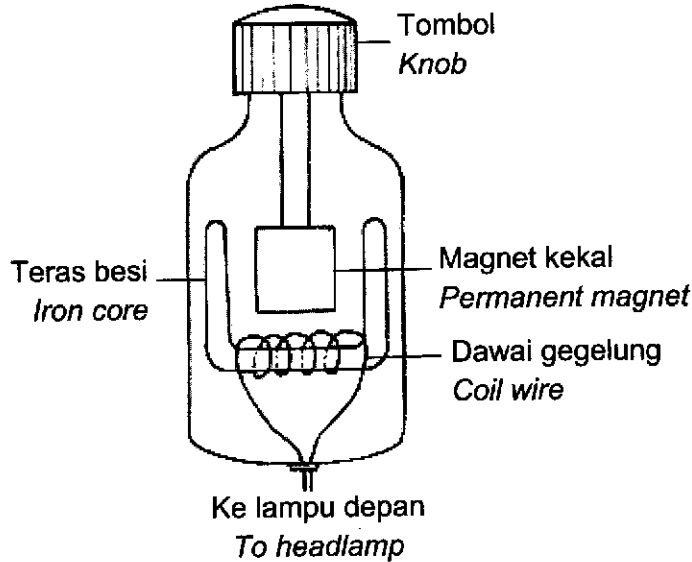 Tombol
Knob
Teras besi
Iron core
Magnet kekal
Permanent magnet
Dawai gegelung
Coil wire
Ke lampu depan
To headlamp